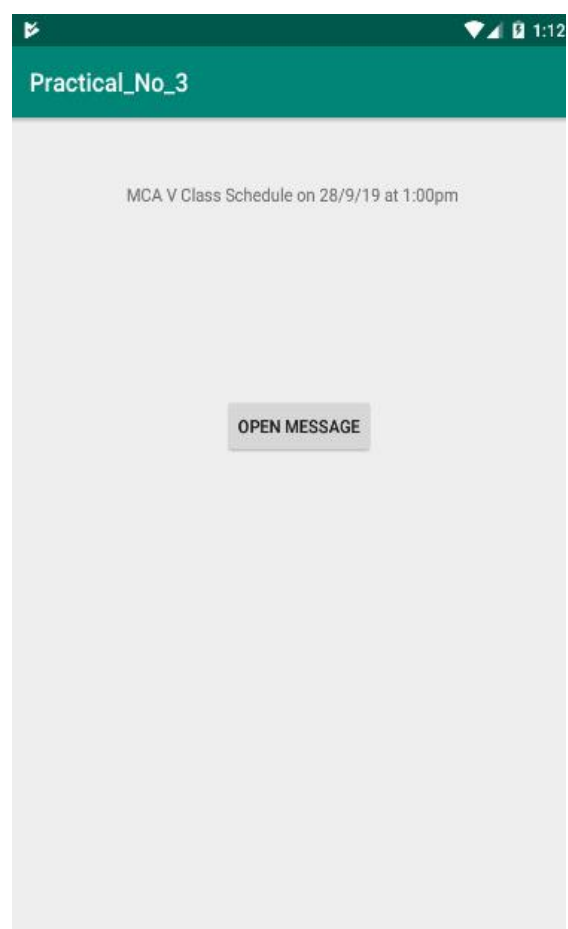 1:12
Practical_No_3
MCA V Class Schedule on 28/9/19 at 1:00pm
OPEN MESSAGE